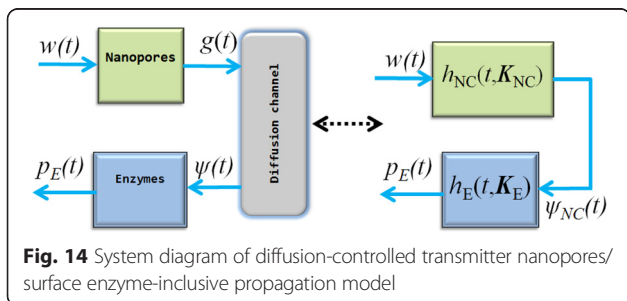 w(t)
Nanopores
g(t)
Diffusion channel
p_E(t)
Enzymes
ψ(t)
w(t)
h_NC(t,K_NC)
p_E(t)
h_E(t,K_E)
ψ_NC(t)
Fig. 14 System diagram of diffusion-controlled transmitter nanopores/
surface enzyme-inclusive propagation model